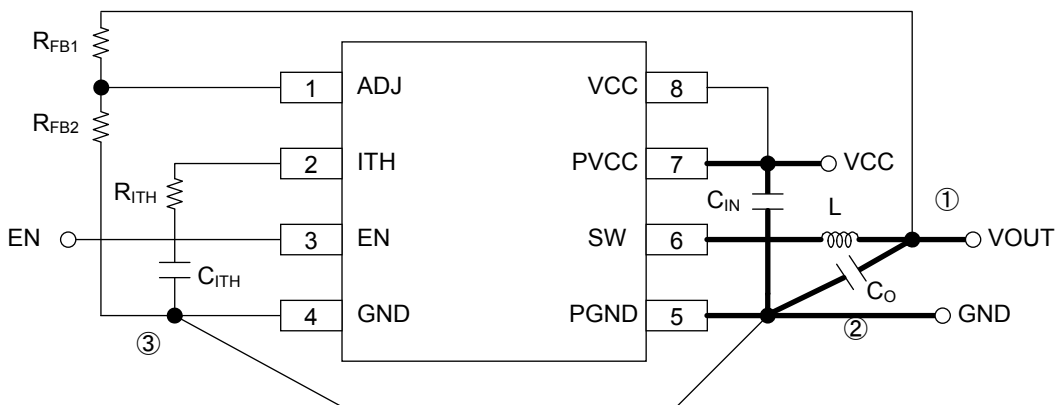 RFB1
1 ADJ VCC 8
RFB2
2 ITH PVCC 7 VCC
RITH CIN L ①
EN 3 EN SW 6 VOUT
CITH CO
4 GND PGND 5 GND
③ ②